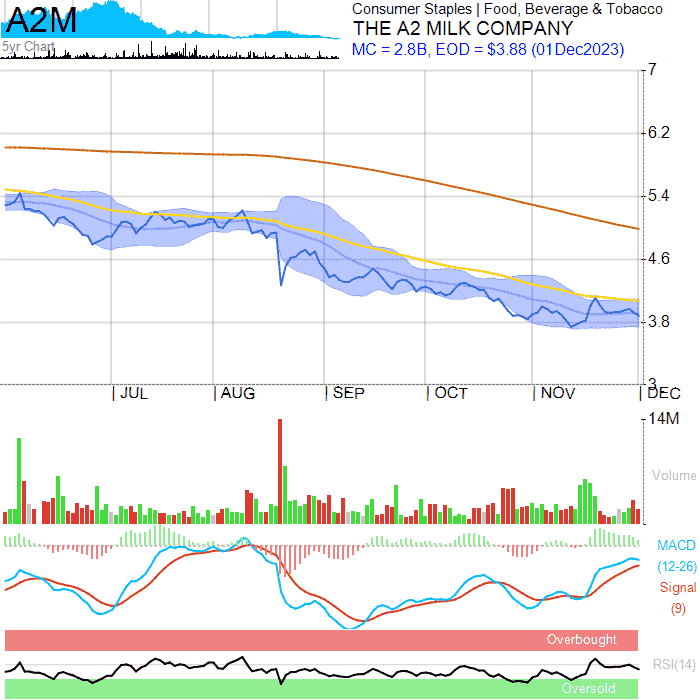 A2M
5yr Chart
Consumer Staples | Food, Beverage & Tobacco
THE A2 MILK COMPANY
MC = 2.8B, EOD = $3.88 (01Dec2023)
7
6.2
5.4
4.6
3.8
3
JUL
AUG
SEP
OCT
NOV
DEC
14M
Volume
MACD
(12-26)
Signal
(9)
Overbought
RSI(14)
Oversold